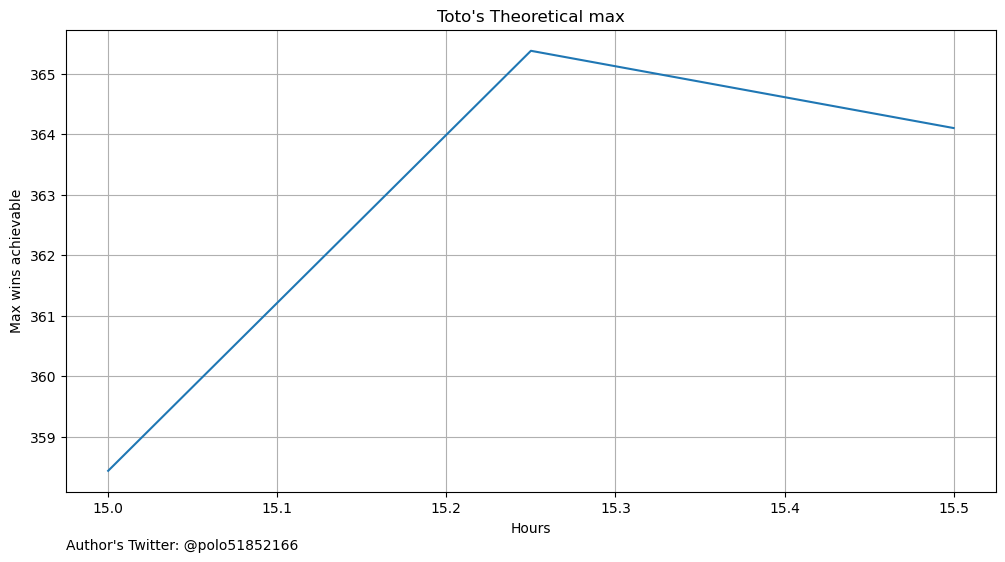 Toto's Theoretical max
Max wins achievable
365
364
363
362
361
360
359
15.0 15.1 15.2 15.3 15.4 15.5
Hours
Author's Twitter: @polo51852166